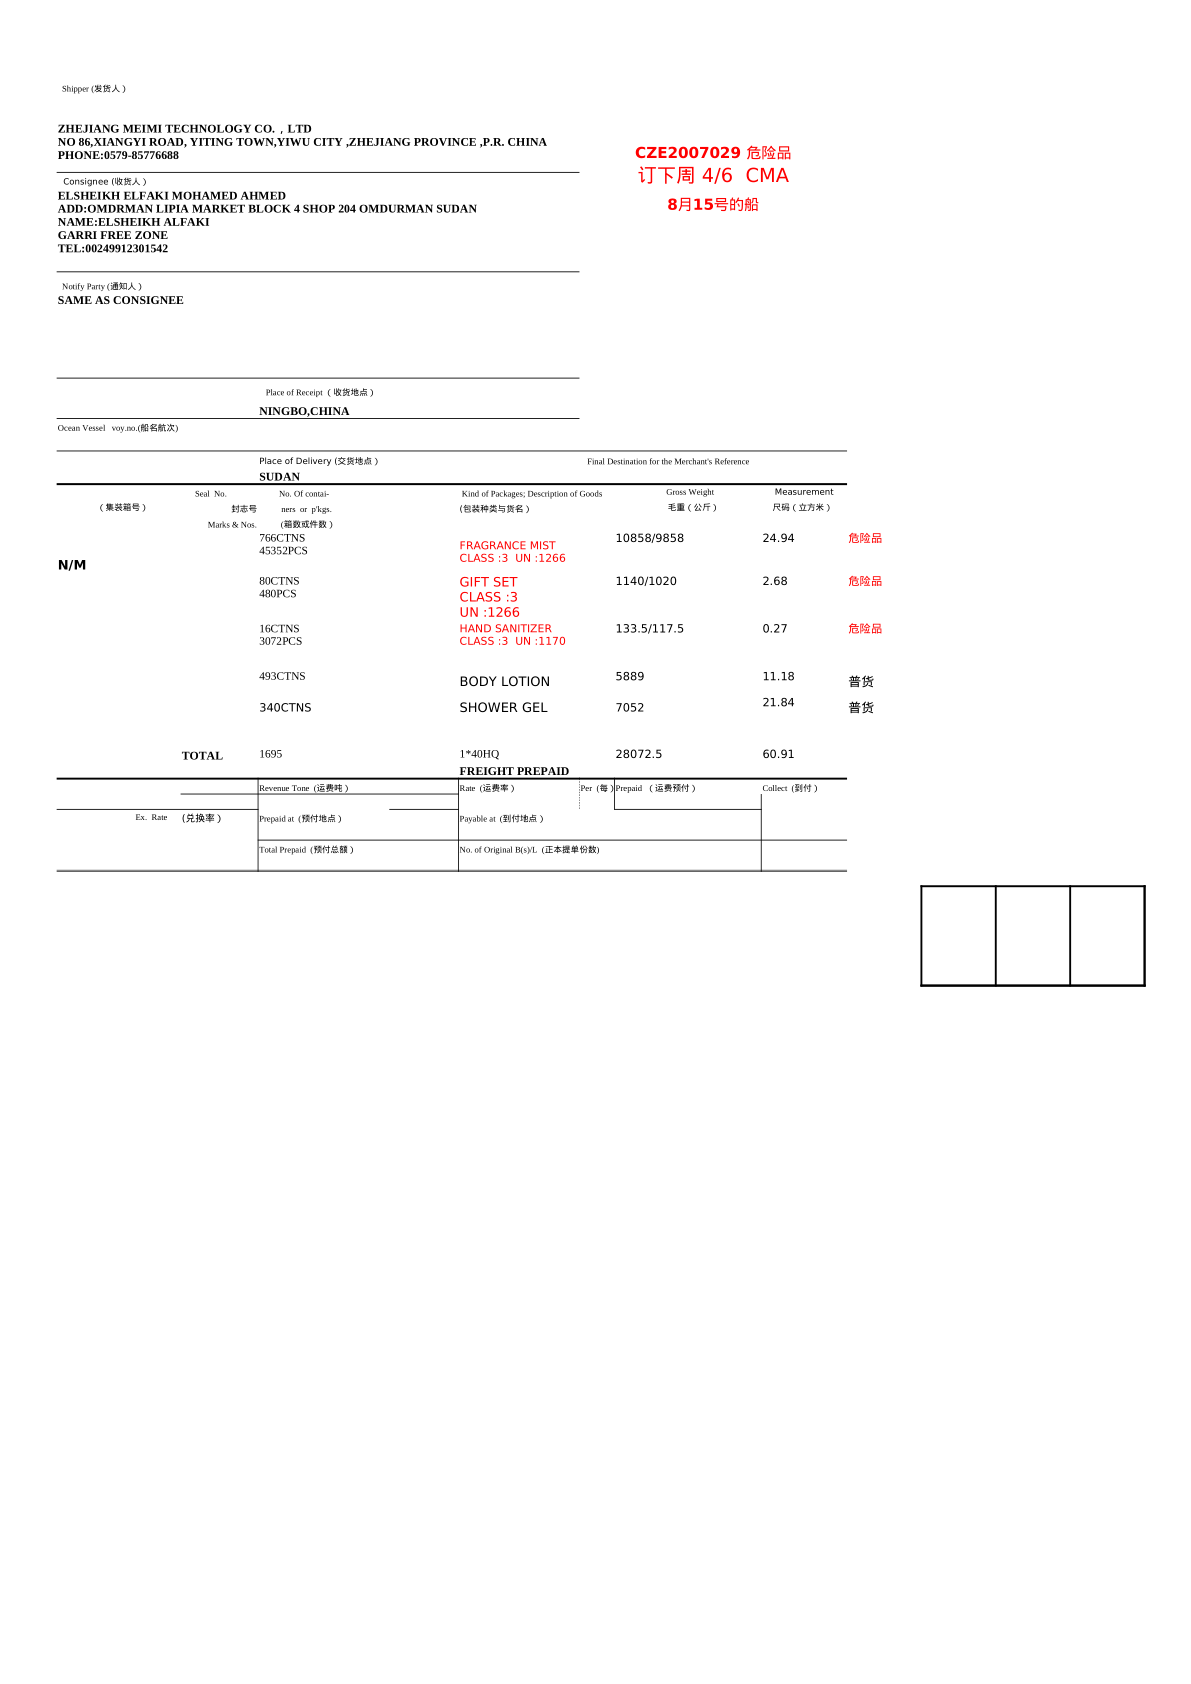 Shipper (发货人）
ZHEJIANG MEIMI TECHNOLOGY CO.，LTD
NO 86,XIANGYI ROAD, YITING TOWN,YIWU CITY ,ZHEJIANG PROVINCE ,P.R. CHINA
PHONE:0579-85776688
CZE2007029 危险品
订下周 4/6  CMA
8月15号的船
Consignee (收货人）
ELSHEIKH ELFAKI MOHAMED AHMED
ADD:OMDRMAN LIPIA MARKET BLOCK 4 SHOP 204 OMDURMAN SUDAN
NAME:ELSHEIKH ALFAKI
GARRI FREE ZONE
TEL:00249912301542
Notify Party (通知人）
SAME AS CONSIGNEE
Place of Receipt （ 收货地点）
NINGBO,CHINA
Ocean Vessel  voy.no.(船名航次)
Place of Delivery (交货地点） Final Destination for the Merchant's Reference
SUDAN
Seal No. No. Of contai- Kind of Packages; Description of Goods Gross Weight Measurement
（集装箱号） 封志号 ners or p'kgs. (包装种类与货名） 毛重（公斤） 尺码（立方米）
Marks & Nos. (箱数或件数）
766CTNS 10858/9858 24.94 危险品
45352PCS FRAGRANCE MIST
CLASS :3  UN :1266
N/M
80CTNS GIFT SET 1140/1020 2.68 危险品
480PCS CLASS :3
UN :1266
16CTNS HAND SANITIZER 133.5/117.5 0.27 危险品
3072PCS CLASS :3  UN :1170
493CTNS BODY LOTION 5889 11.18 普货
340CTNS SHOWER GEL 7052 21.84 普货
TOTAL 1695 1*40HQ 28072.5 60.91
FREIGHT PREPAID
Revenue Tone (运费吨） Rate (运费率） Per (每） Prepaid （运费预付） Collect (到付）
Ex. Rate (兑换率） Prepaid at (预付地点） Payable at (到付地点）
Total Prepaid (预付总额） No. of Original B(s)/L (正本提单份数)